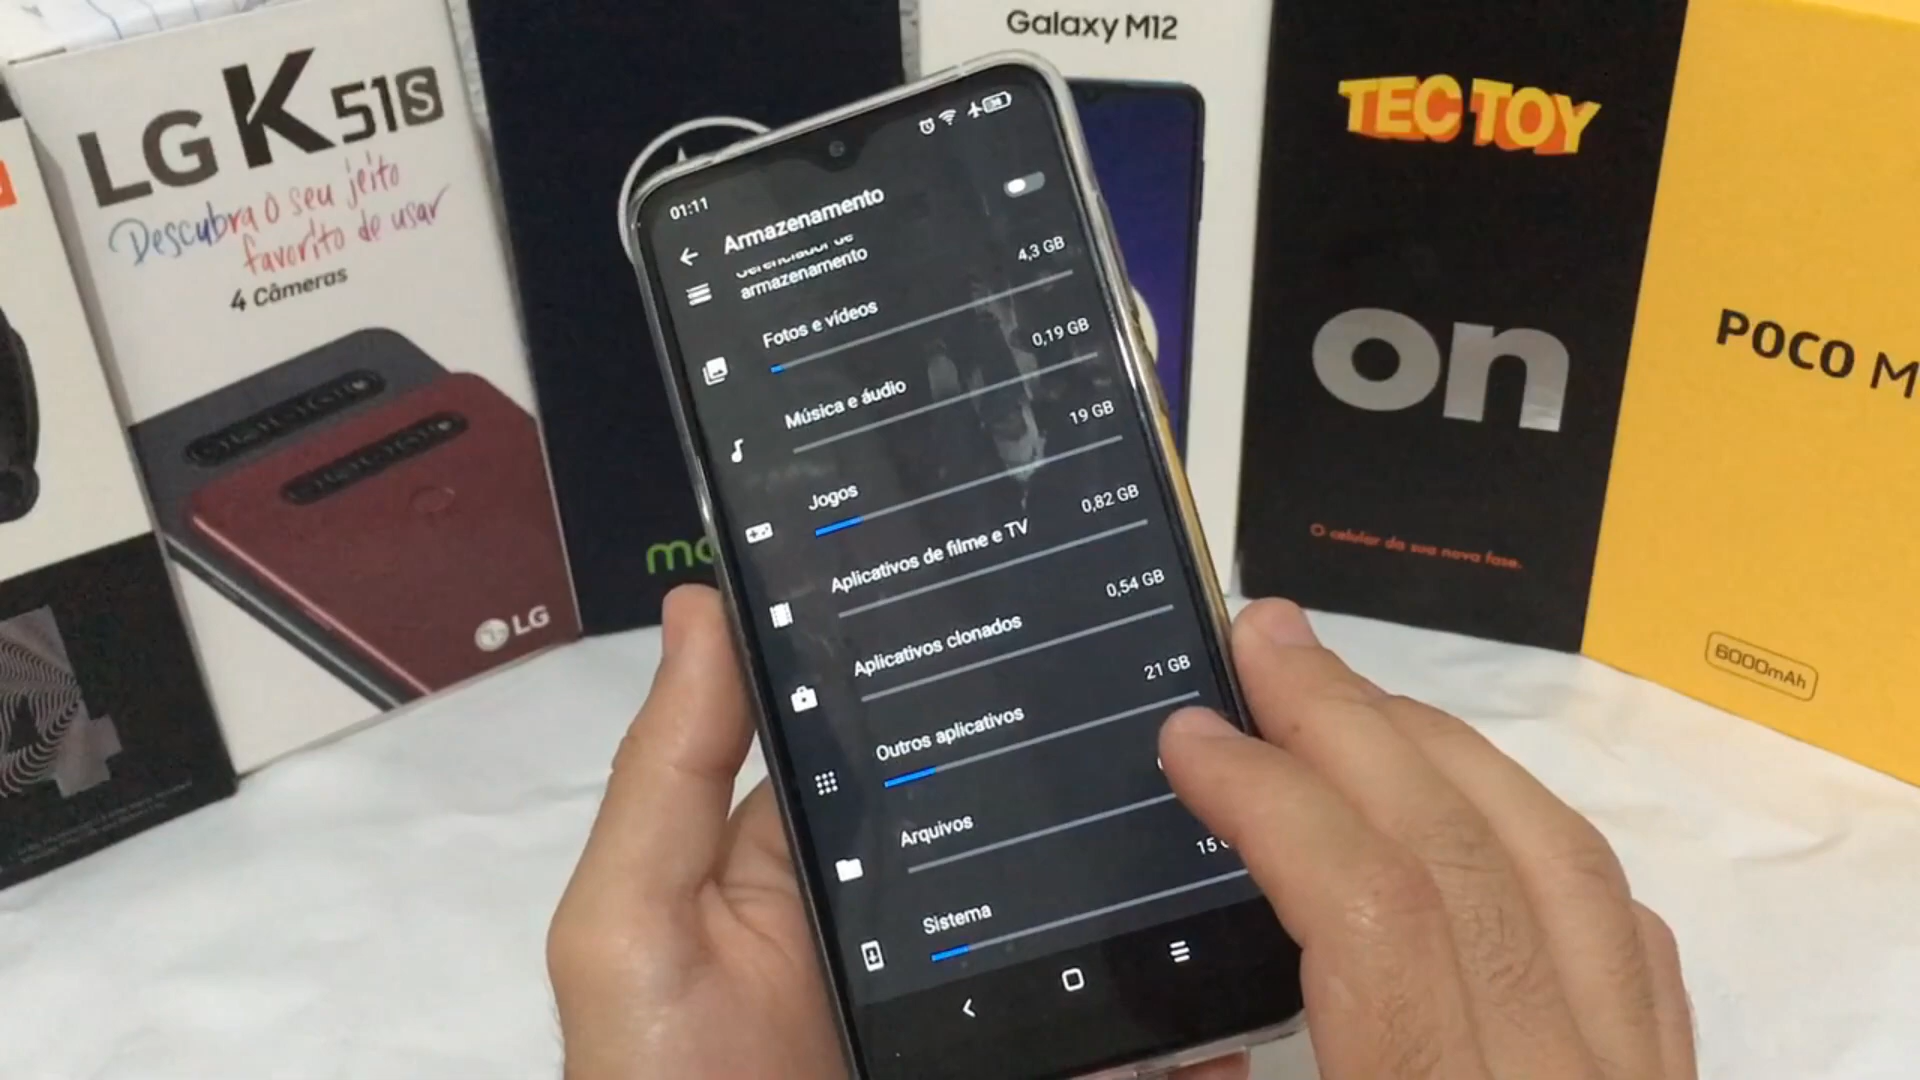 LG K51S
Descubra o seu jeito
favorito de usar
4 Câmeras
LG
Galaxy M12
TEC TOY
on
O celular da sua nova fase.
POCO M
6000mAh
01:11
Armazenamento
Gerenciador de
armazenamento
Fotos e vídeos
4,3 GB
Música e áudio
0,19 GB
Jogos
19 GB
Aplicativos de filme e TV
0,82 GB
Aplicativos clonados
0,54 GB
Outros aplicativos
21 GB
Arquivos
Sistema
15